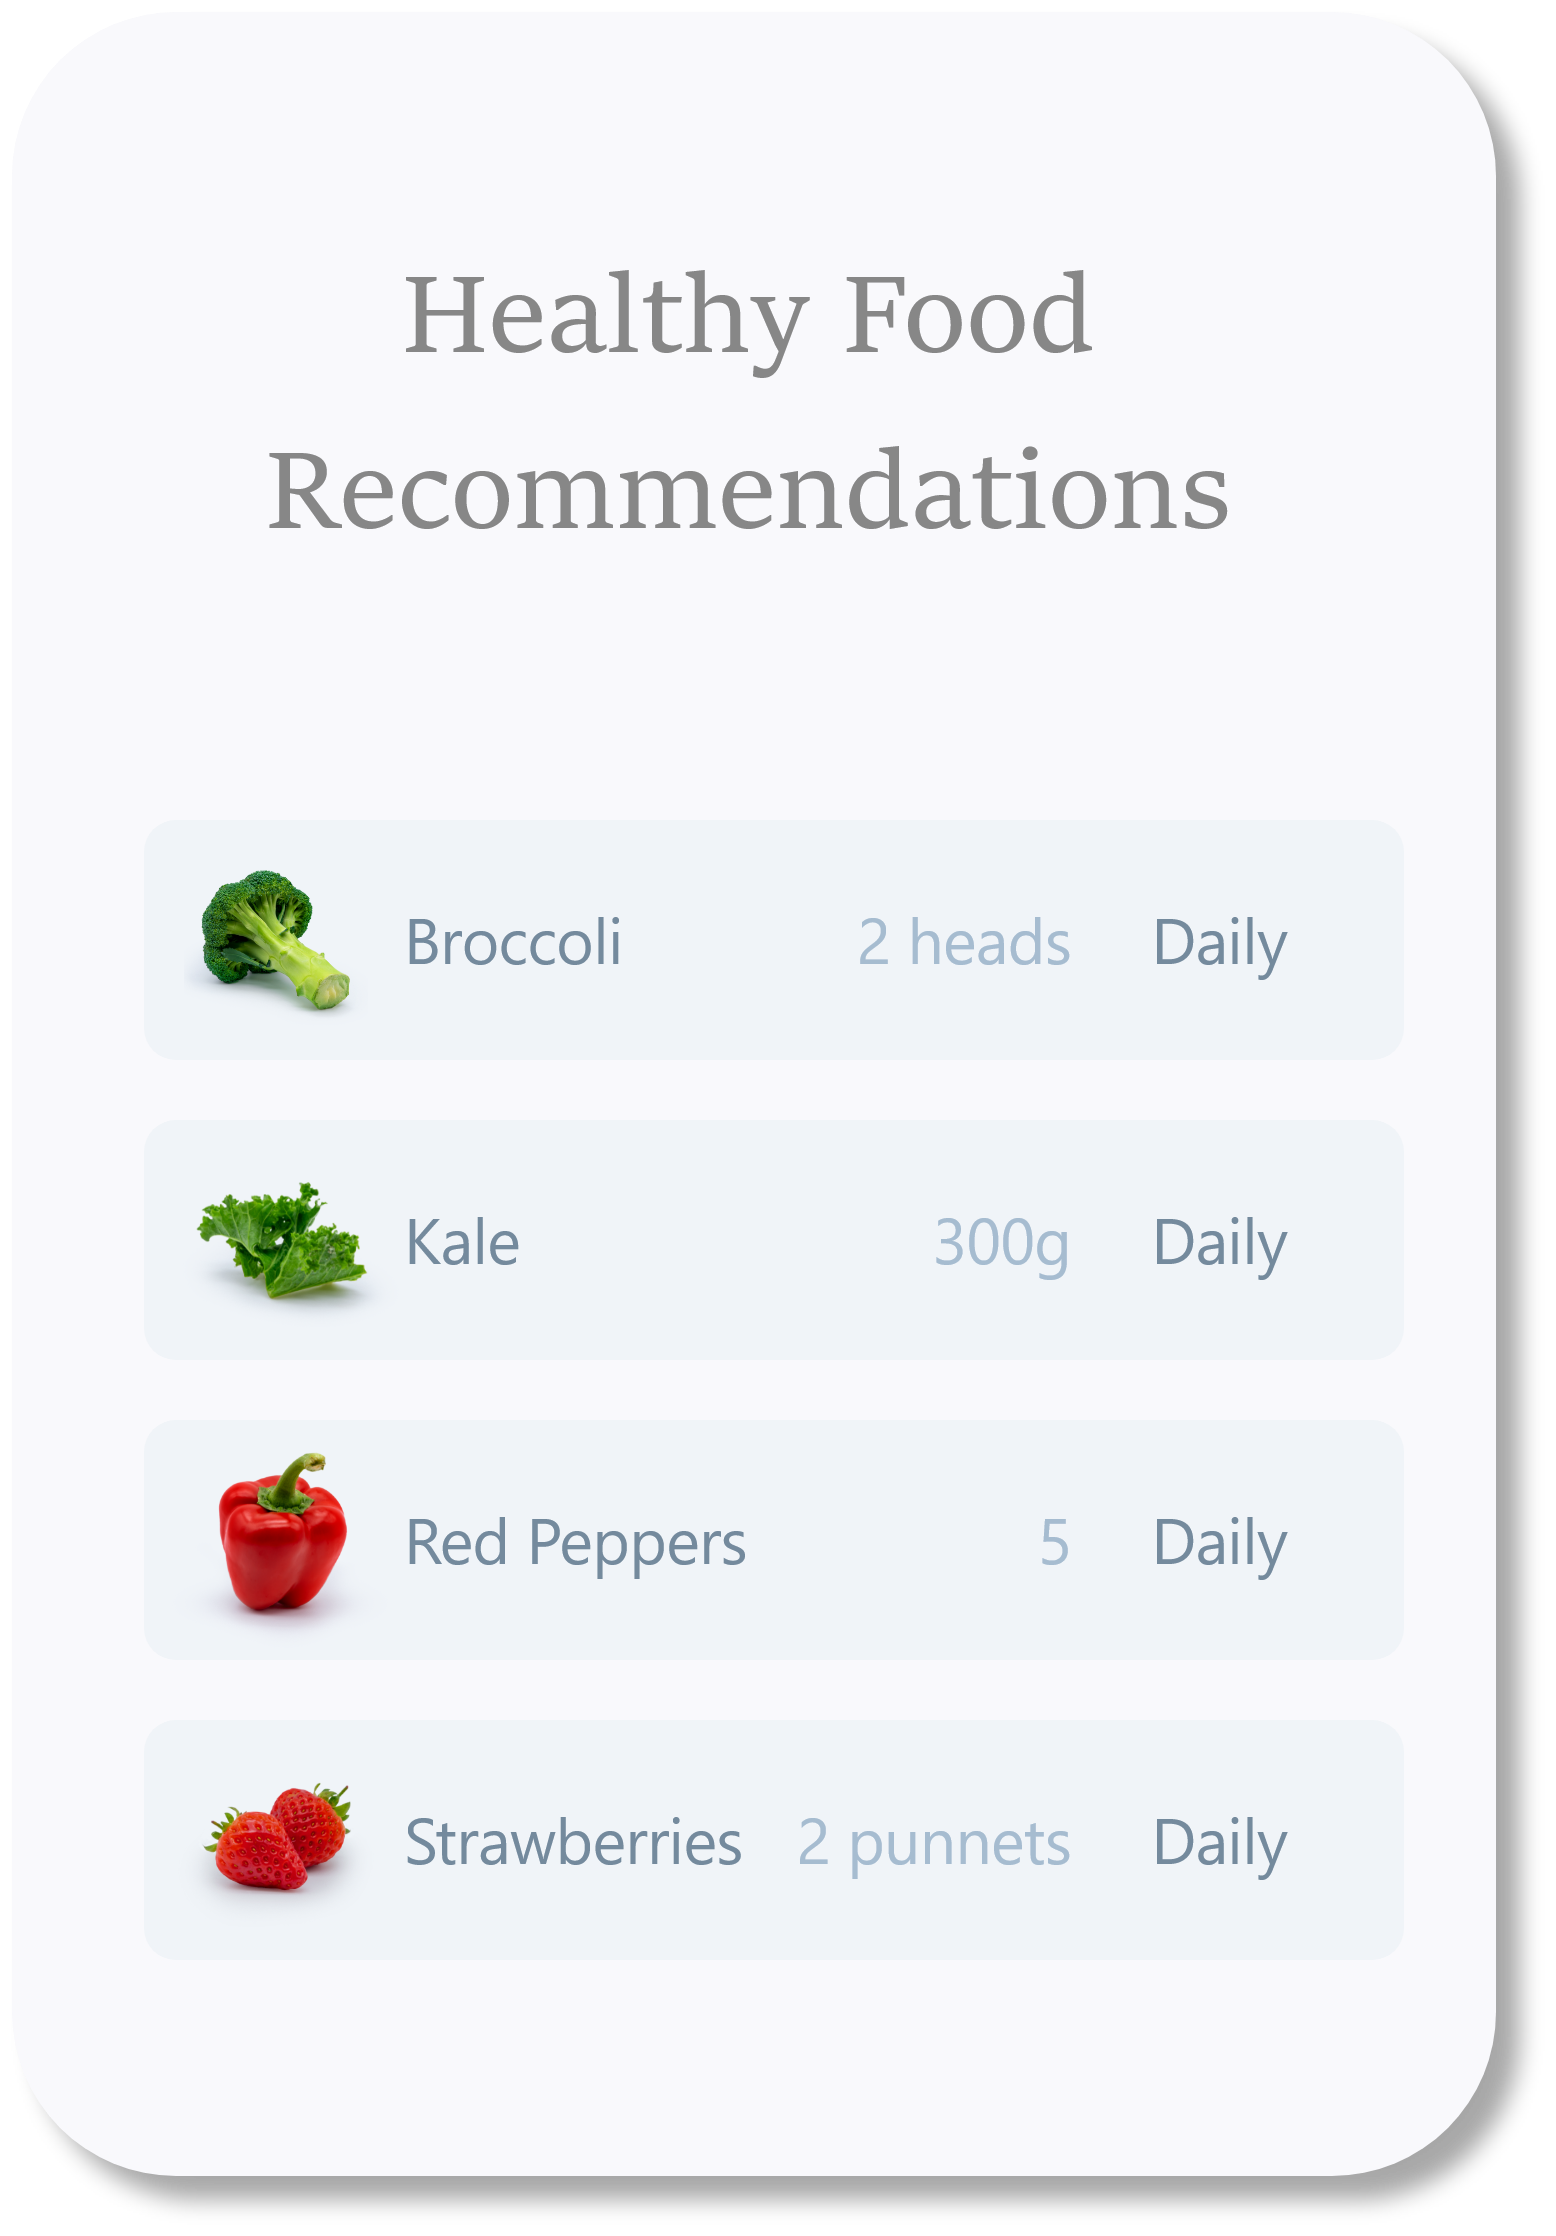 Healthy Food
Recommendations
Broccoli 2 heads Daily
Kale 300g Daily
Red Peppers 5 Daily
Strawberries 2 punnets Daily